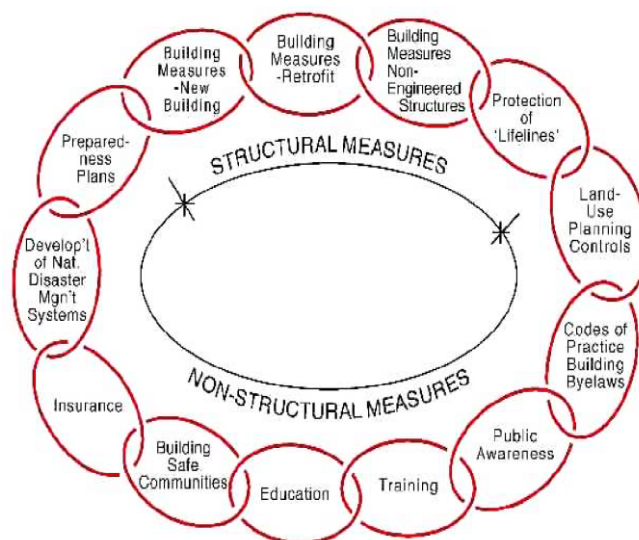 Building
Measures
-New
Building
Building
Measures
-Retrofit
Building
Measures
Non-
Engineered
Structures
Protection
of
'Lifelines'
Land-
Use
Planning
Controls
Codes of
Practice
Building
Byelaws
Public
Awareness
Training
Education
Building
Safe
Communities
Insurance
Develop't
of Nat.
Disaster
Mgn't
Systems
Prepared-
ness
Plans
STRUCTURAL MEASURES
NON-STRUCTURAL MEASURES